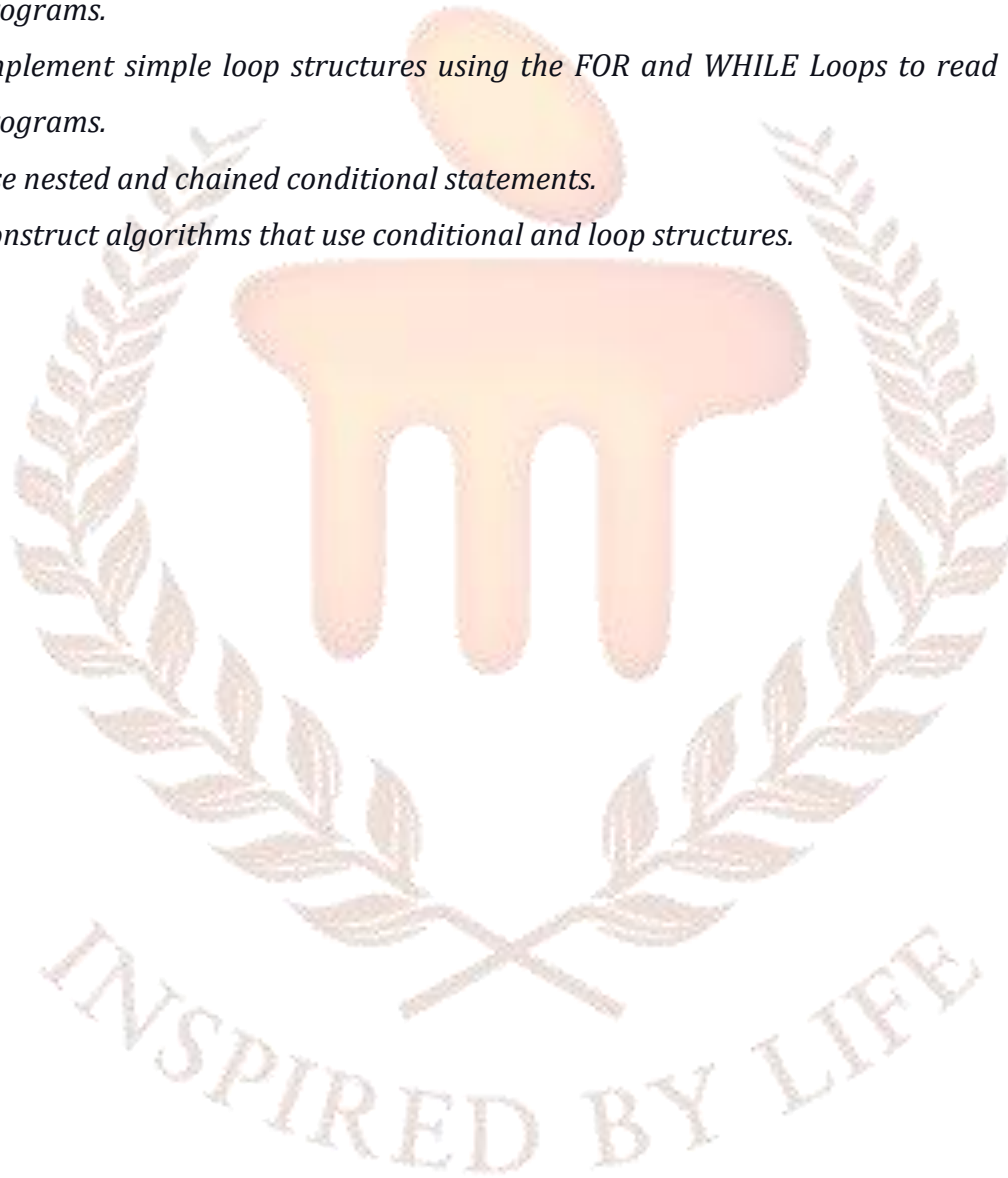 ograms.
nplement simple loop structures using the FOR and WHILE Loops to read
ograms.
se nested and chained conditional statements.
onstruct algorithms that use conditional and loop structures.
INSPIRED BY LIFE